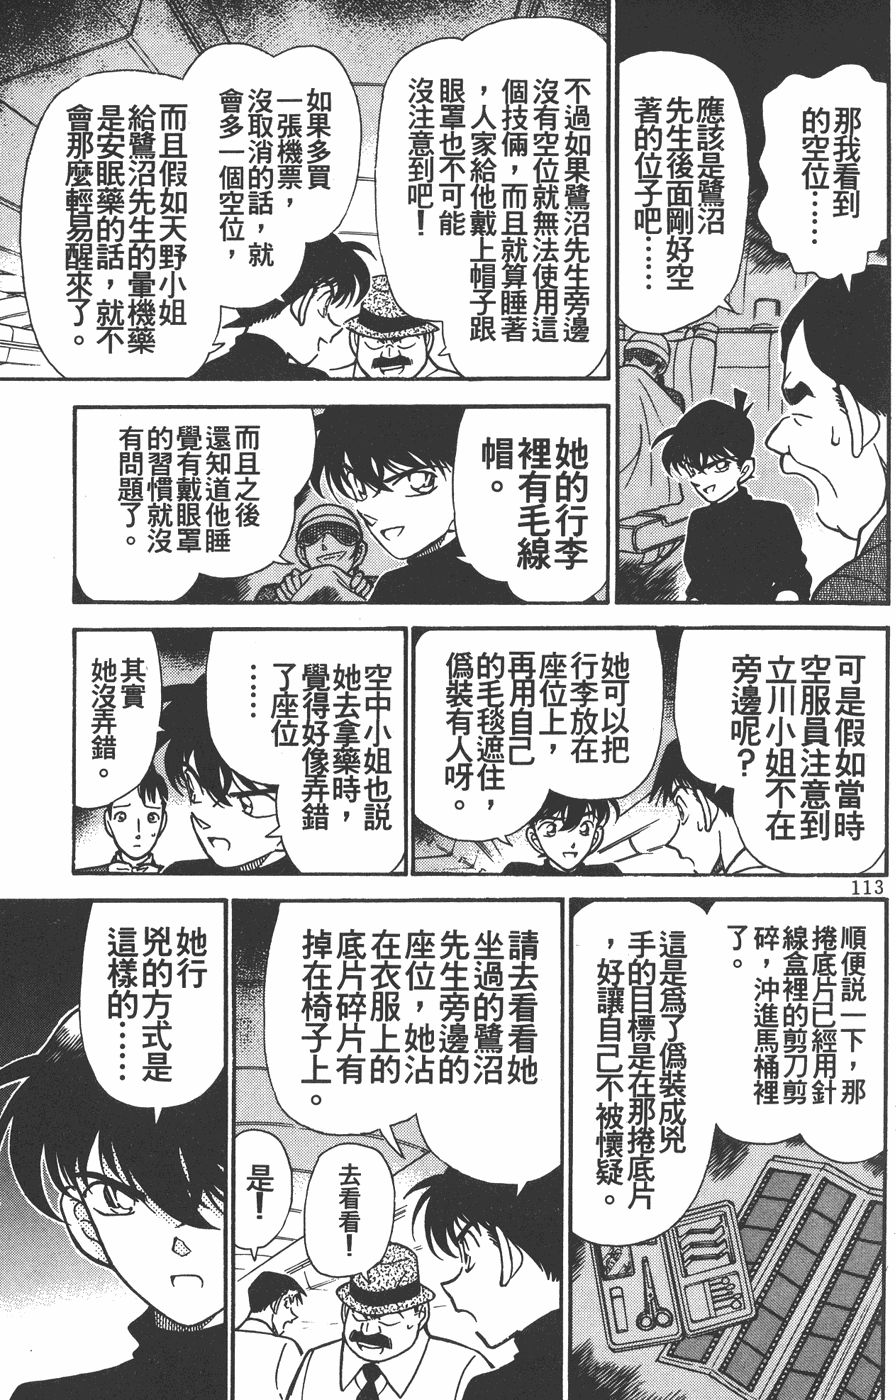 那我看到
的空位……
應該是鷺沼
先生後面剛好空
著的位子吧……
不過如果鷺沼先生旁邊
沒有空位就無法使用這
個技倆，而且就算睡著
，人家給他戴上帽子跟
眼罩也不可能
沒注意到吧！
如果多買
一張機票，
沒取消的話，就
會多一個空位，
而且假如天野小姐
給鷺沼先生的暈機藥
是安眠藥的話，就不
會那麼輕易醒來了。
她的行李
裡有毛線
帽。
而且之後
還知道他睡
覺有戴眼罩
的習慣就沒
有問題了。
可是假如當時
空服員注意到
立川小姐不在
旁邊呢？
她可以把
行李放在
座位上，
再用自己
的毛毯遮住，
偽裝有人呀。
空中小姐也説
她去拿藥時，
覺得好像弄錯
了座位
……
其實
她沒弄錯。
113
順便説一下，那
捲底片已經用針
線盒裡的剪刀剪
碎，沖進馬桶裡
了。
這是為了偽裝成兇
手的目標是在那捲底片
，好讓自己不被懷疑。
請去看看她
坐過的鷺沼
先生旁邊的
座位，她沾
在衣服上的
底片碎片有
掉在椅子上。
去看看！
是！
她行
兇的方式是
這樣的……